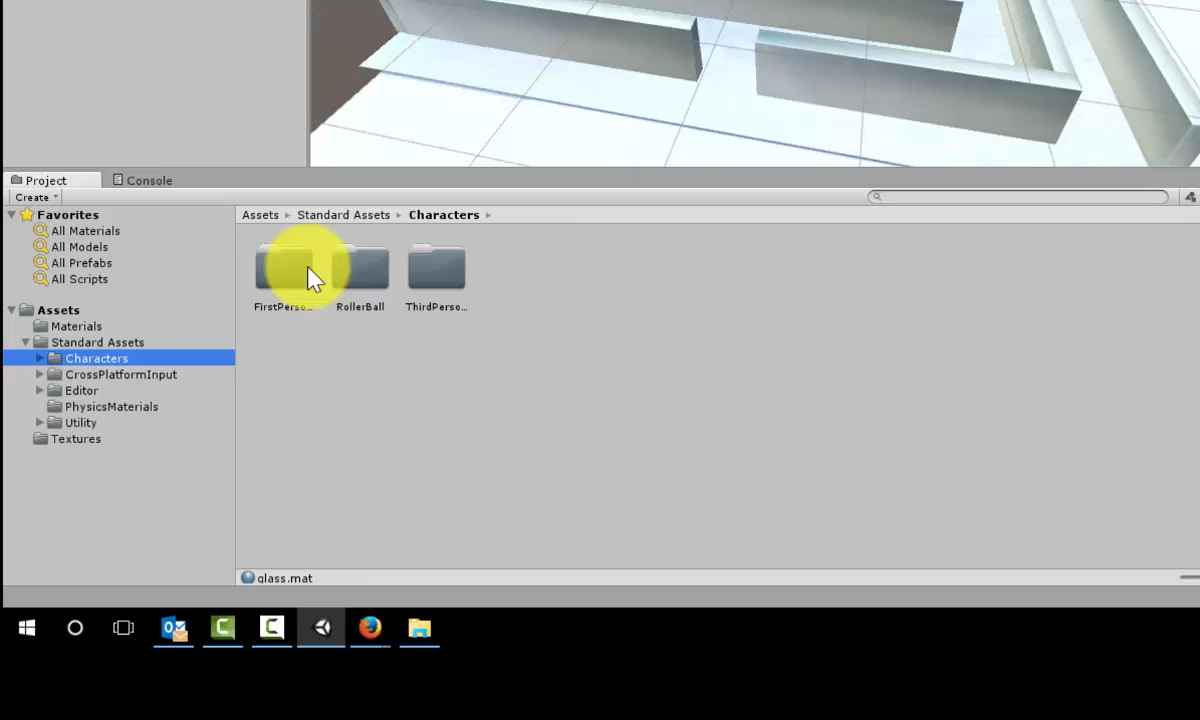 Project
Console
Create
Favorites
All Materials
All Models
All Prefabs
All Scripts
Assets
Materials
Standard Assets
Characters
CrossPlatformInput
Editor
PhysicsMaterials
Utility
Textures
Assets Standard Assets Characters
FirstPerso... RollerBall ThirdPerso...
glass.mat